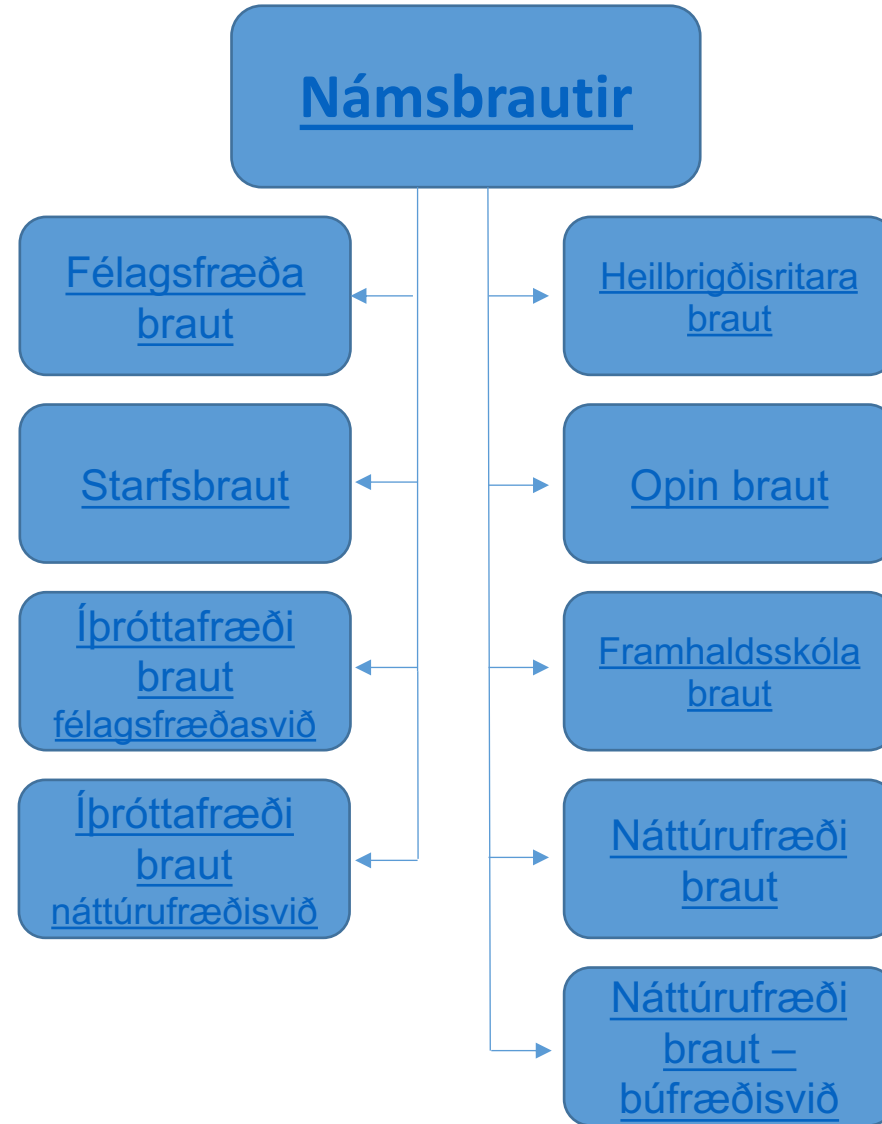 Námsbrautir
Félagsfræða
braut
Heilbrigðisritara
braut
Starfsbraut
Opin braut
Íþróttafræði
braut
félagsfræðasvið
Framhaldsskóla
braut
Íþróttafræði
braut
náttúrufræðisvið
Náttúrufræði
braut
Náttúrufræði
braut –
búfræðisvið